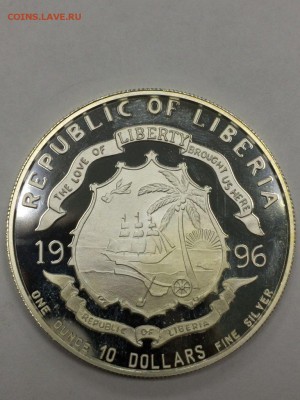 COINS.LAVE.RU
REPUBLIC OF LIBERIA
THE LOVE OF LIBERTY BROUGHT US HERE
19 96
REPUBLIC OF LIBERIA
ONE OUNCE 10 DOLLARS FINE SILVER